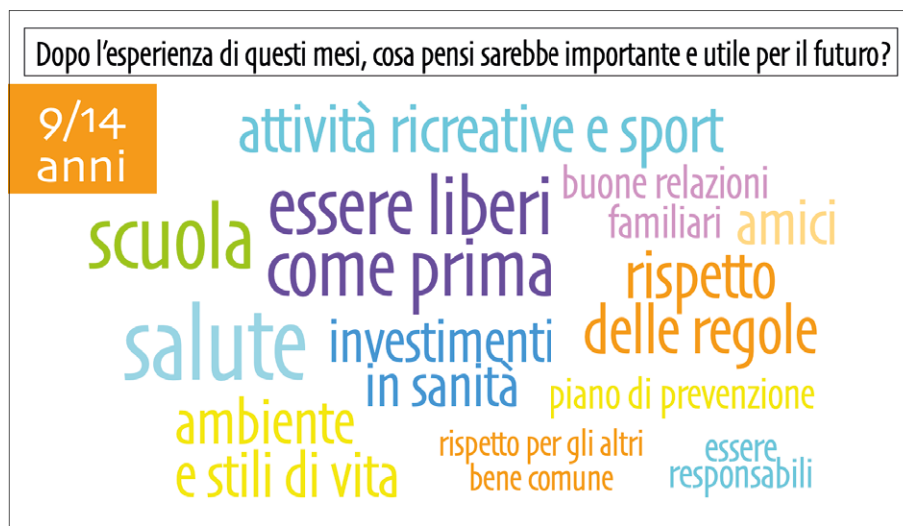 Dopo l'esperienza di questi mesi, cosa pensi sarebbe importante e utile per il futuro?
9/14
anni
attività ricreative e sport
buone relazioni
familiari
amici
essere liberi
come prima
scuola
rispetto
delle regole
salute
investimenti
in sanità
piano di prevenzione
ambiente
e stili di vita
rispetto per gli altri
bene comune
essere
responsabili